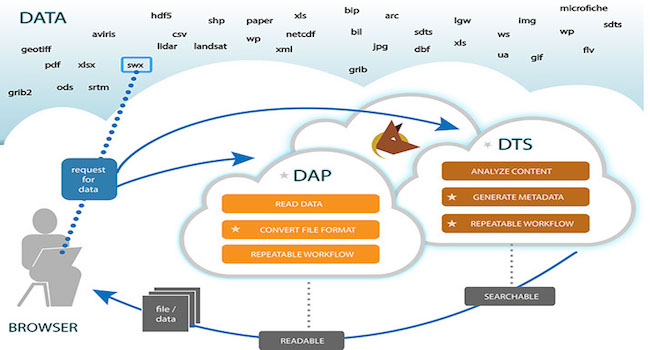 DATA
hdf5 shp paper xls bip arc lgw img microfiche
aviris csv wp netcdf bil sdts ws wp sdts
geotiff lidar landsat xml jpg dbf xls ua gif flv
pdf xlsx swx grib
grib2 ods srtm
request
for
data
DAP
READ DATA
CONVERT FILE FORMAT
REPEATABLE WORKFLOW
DTS
ANALYZE CONTENT
GENERATE METADATA
REPEATABLE WORKFLOW
SEARCHABLE
file /
data
BROWSER
READABLE